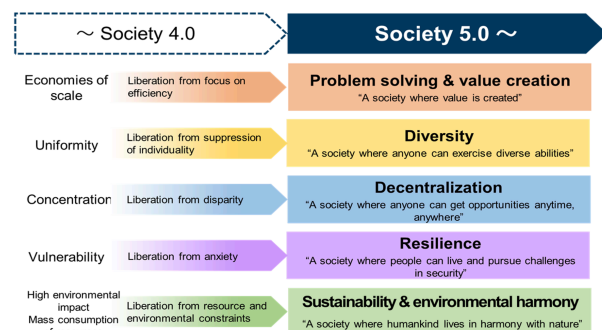 ～ Society 4.0
Society 5.0 ～
Economies of
scale
Liberation from focus on
efficiency
Problem solving & value creation
“A society where value is created”
Uniformity
Liberation from suppression
of individuality
Diversity
“A society where anyone can exercise diverse abilities”
Concentration
Liberation from disparity
Decentralization
“A society where anyone can get opportunities anytime,
anywhere”
Vulnerability
Liberation from anxiety
Resilience
“A society where people can live and pursue challenges
in security”
High environmental
impact
Mass consumption
Liberation from resource and
environmental constraints
Sustainability & environmental harmony
“A society where humankind lives in harmony with nature”